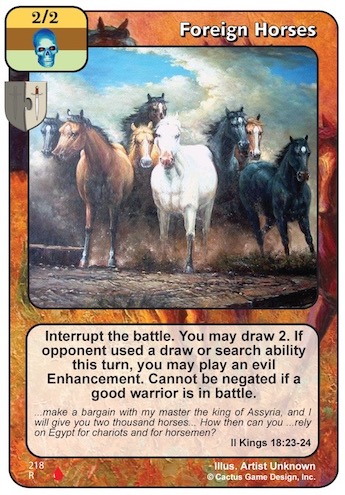 2/2
Foreign Horses
Interrupt the battle. You may draw 2. If
opponent used a draw or search ability
this turn, you may play an evil
Enhancement. Cannot be negated if a
good warrior is in battle.
...make a bargain with my master the king of Assyria, and I
will give you two thousand horses... How then can you ...rely
on Egypt for chariots and for horsemen?
II Kings 18:23-24
218
R
- Illus. Artist Unknown
© Cactus Game Design, Inc.